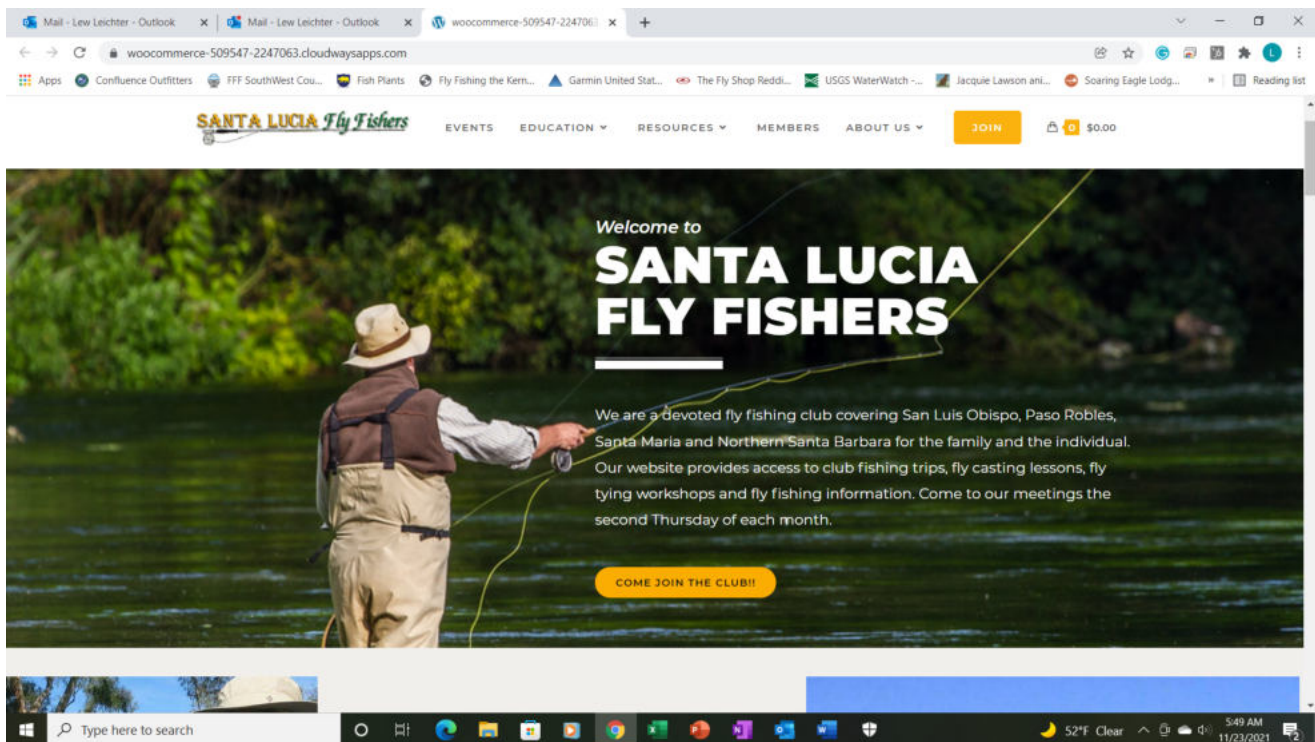 Mail - Lew Leichter - Outlook
Mail - Lew Leichter - Outlook
woocommerce-509547-2247063
woocommerce-509547-2247063.cloudwaysapps.com
L
Apps
Confluence Outfitters
FFF SouthWest Cou...
Fish Plants
Fly Fishing the Kern...
Garmin United Stat...
The Fly Shop Reddi...
USGS WaterWatch -...
Jacquie Lawson ani...
Soaring Eagle Lodg...
»
Reading list
SANTA LUCIA Fly Fishers
EVENTS
EDUCATION
RESOURCES
MEMBERS
ABOUT US
JOIN
0
$0.00
Welcome to
SANTA LUCIA
FLY FISHERS
We are a devoted fly fishing club covering San Luis Obispo, Paso Robles,
Santa Maria and Northern Santa Barbara for the family and the individual.
Our website provides access to club fishing trips, fly casting lessons, fly
tying workshops and fly fishing information. Come to our meetings the
second Thursday of each month.
COME JOIN THE CLUB!!
Type here to search
52°F Clear
5:49 AM
11/23/2021
2